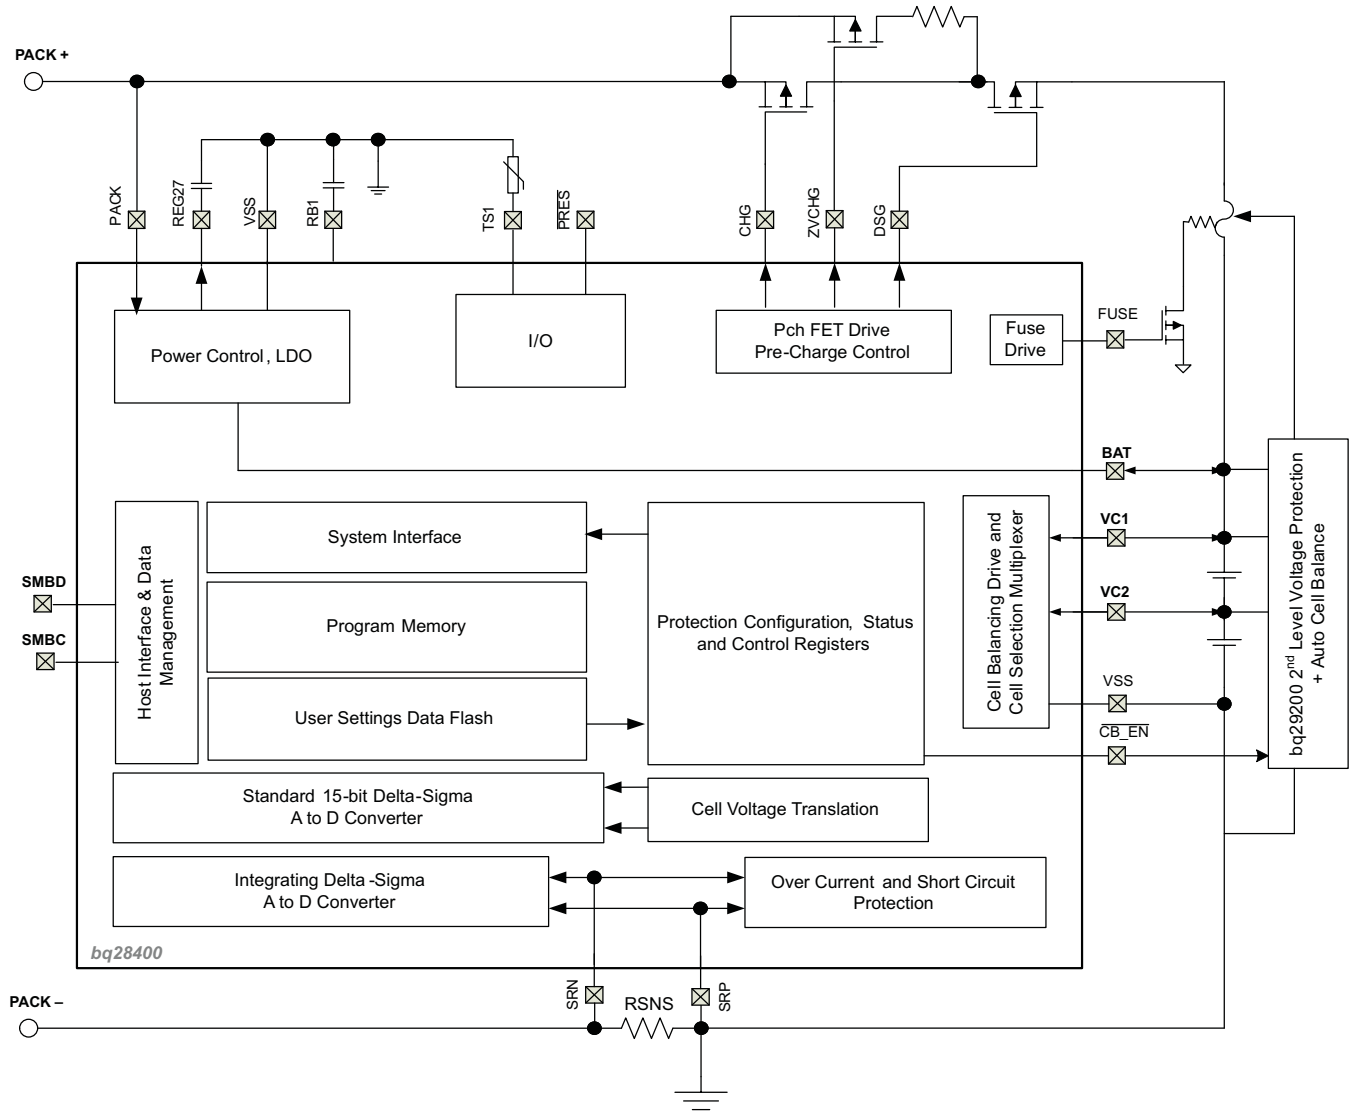 PACK +
PACK
REG27
VSS
RB1
TS1
PRES
CHG
ZVCHG
DSG
FUSE
Power Control, LDO
I/O
Pch FET Drive
Pre-Charge Control
Fuse
Drive
BAT
VC1
VC2
VSS
CB_EN
SMBD
SMBC
Host Interface & Data
Management
System Interface
Program Memory
User Settings Data Flash
Protection Configuration, Status
and Control Registers
Cell Balancing Drive and
Cell Selection Multiplexer
bq29200 2nd Level Voltage Protection
+ Auto Cell Balance
Standard 15-bit Delta-Sigma
A to D Converter
Cell Voltage Translation
Integrating Delta-Sigma
A to D Converter
Over Current and Short Circuit
Protection
bq28400
PACK –
SRN
RSNS
SRP